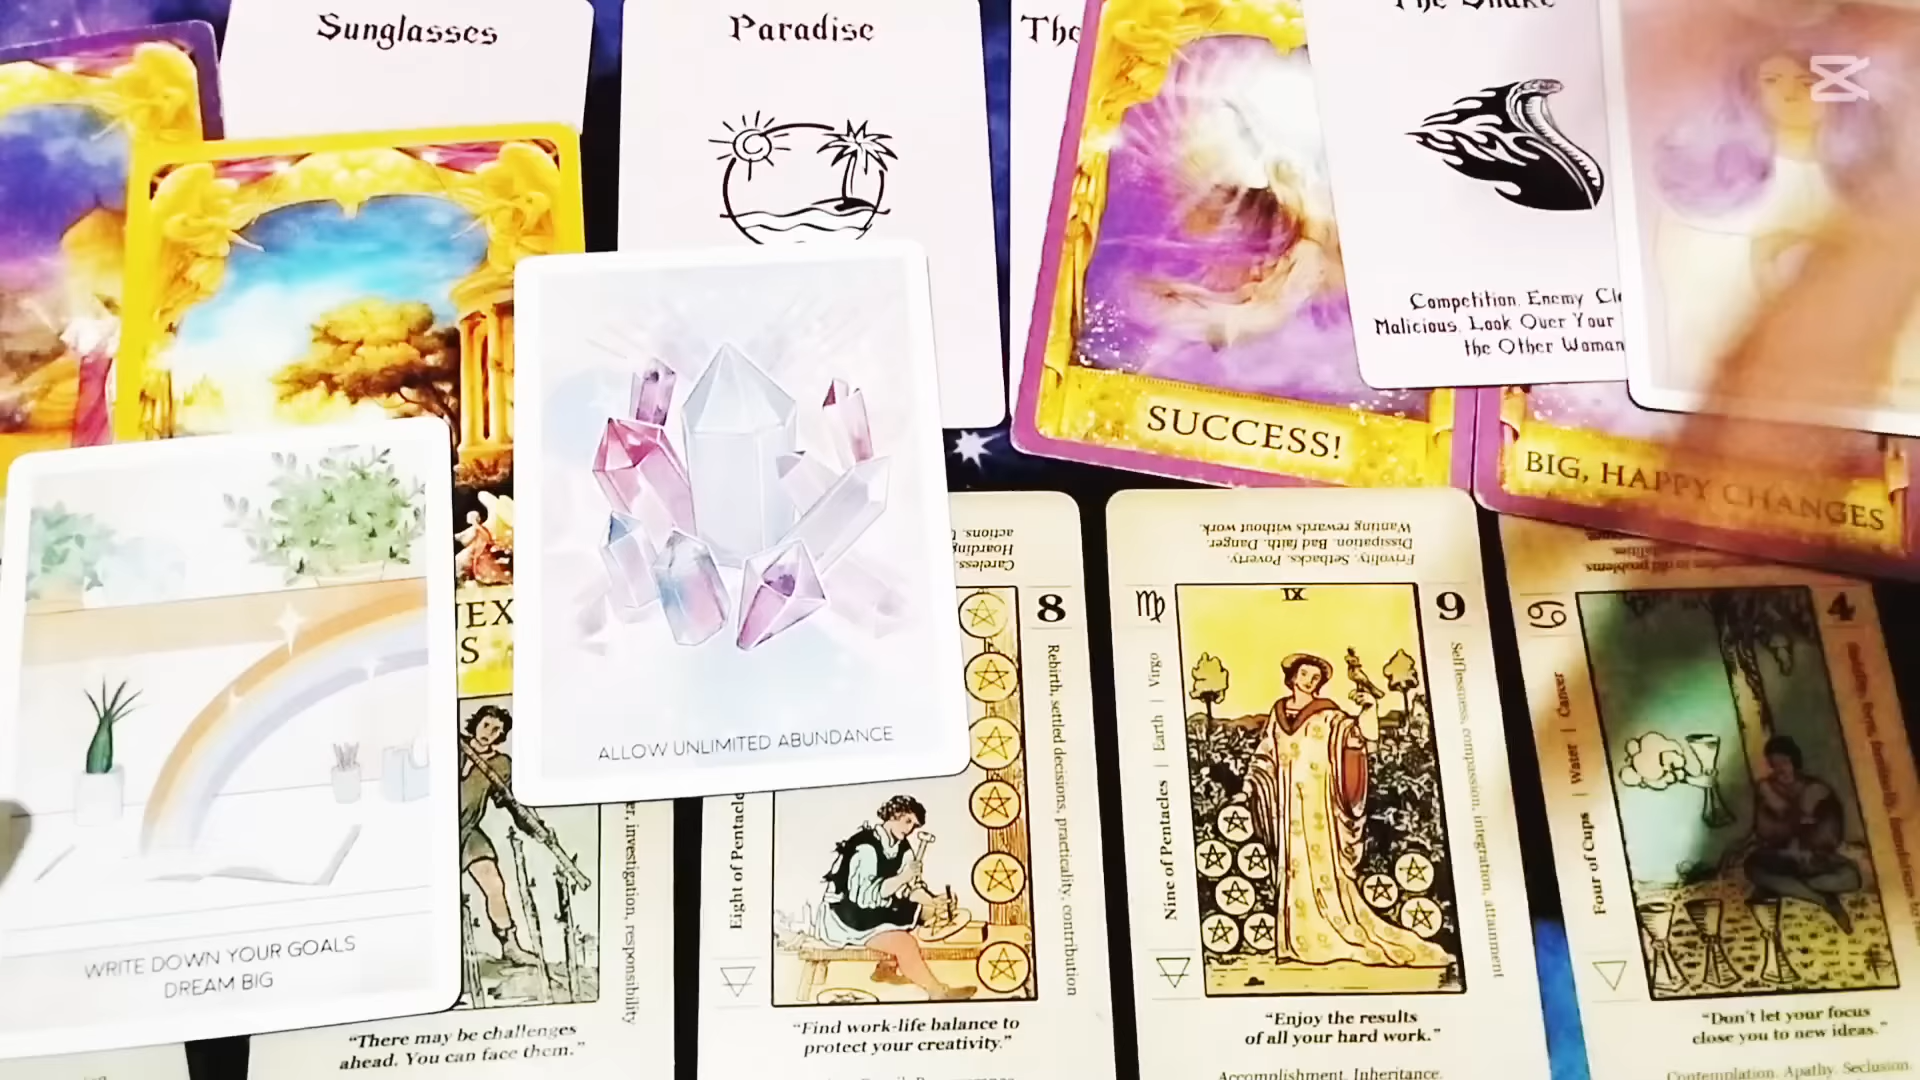 Sunglasses
Paradise
The
The Snake
Competition, Enemy
Malicious, Look Over Your
the Other Woman
SUCCESS!
BIG, HAPPY CHANGES
ALLOW UNLIMITED ABUNDANCE
WRITE DOWN YOUR GOALS
DREAM BIG
investigation, responsibility
"There may be challenges
ahead. You can face them."
Careless.
Hoarding
actions.
8
Rebirth, settled decisions, practicality, contribution
Eight of Pentacles
"Find work-life balance to
protect your creativity."
Frivolity. Setbacks. Poverty.
Dissipation. Bad faith. Danger.
Wanting rewards without work.
IX
9
Nine of Pentacles | Earth | Virgo
Selflessness, compassion, integration, attainment
"Enjoy the results
of all your hard work."
Accomplishment. Inheritance.
old problems
4
Four of Cups | Water | Cancer
"Don't let your focus
close you to new ideas."
Contemplation. Apathy. Seclusion.